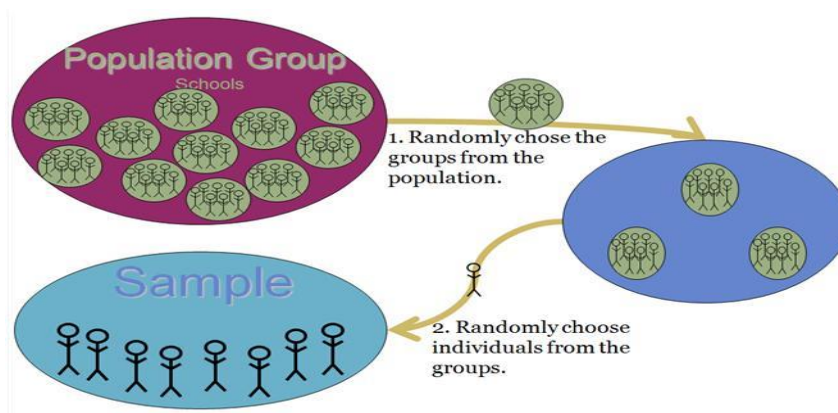 Population Group
Schools
1. Randomly chose the
groups from the
population.
Sample
2. Randomly choose
individuals from the
groups.